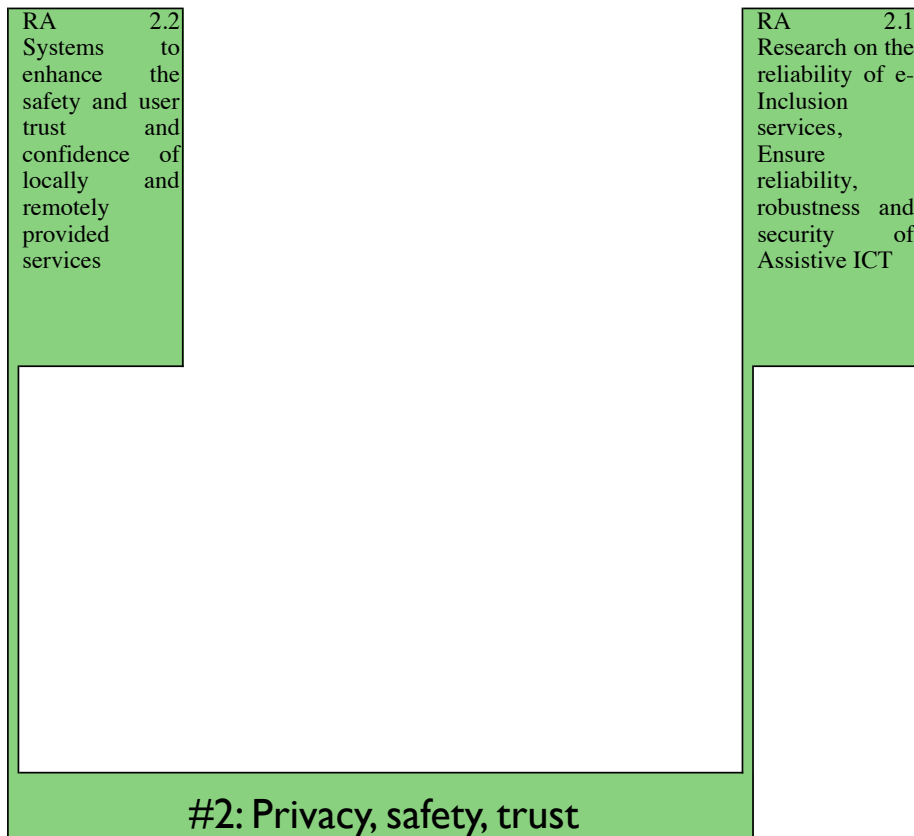 RA 2.2
Systems to
enhance the
safety and user
trust and
confidence of
locally and
remotely
provided
services
RA 2.1
Research on the
reliability of e-
Inclusion
services,
Ensure
reliability,
robustness and
security of
Assistive ICT
#2: Privacy, safety, trust